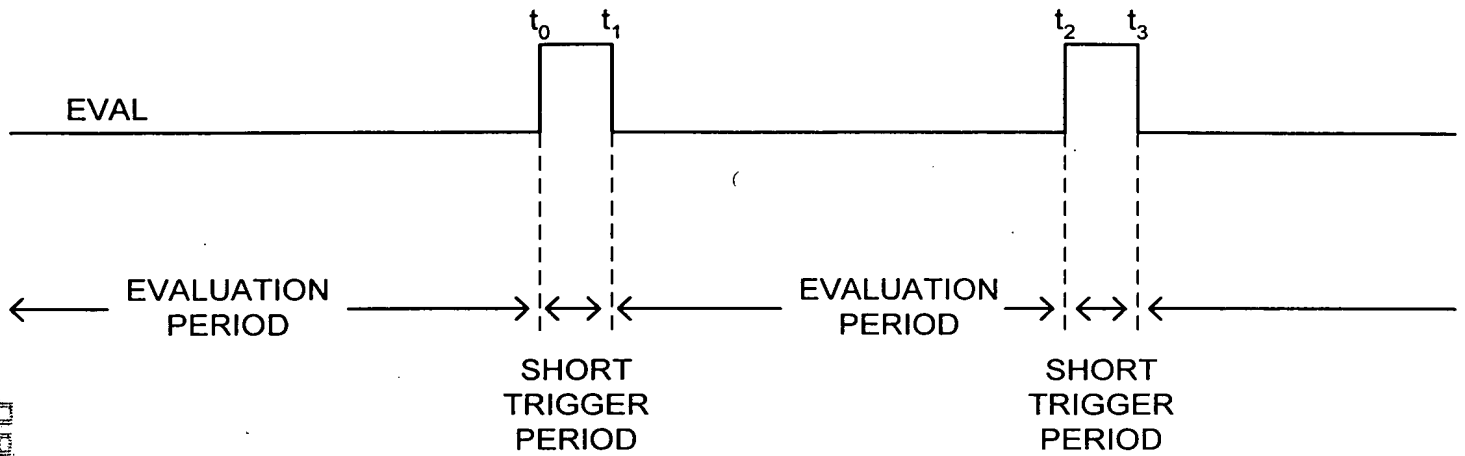 t₀ t₁ t₂ t₃
EVAL
EVALUATION
PERIOD
EVALUATION
PERIOD
SHORT
TRIGGER
PERIOD
SHORT
TRIGGER
PERIOD